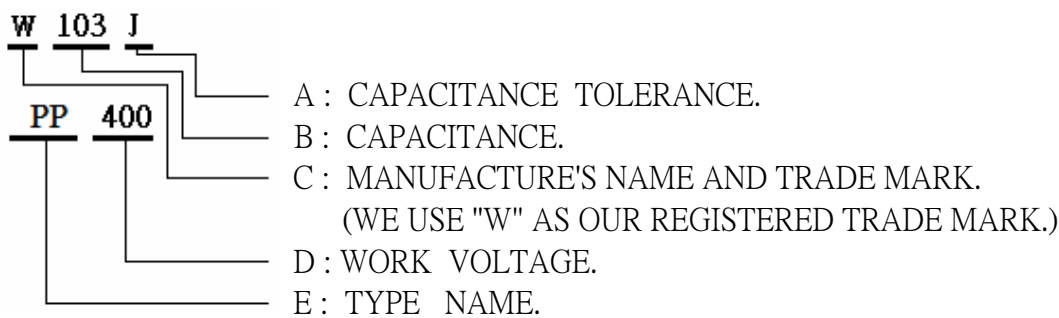 W 103 J
A : CAPACITANCE TOLERANCE.
PP 400
B : CAPACITANCE.
C : MANUFACTURE'S NAME AND TRADE MARK.
(WE USE "W" AS OUR REGISTERED TRADE MARK.)
D : WORK VOLTAGE.
E : TYPE NAME.